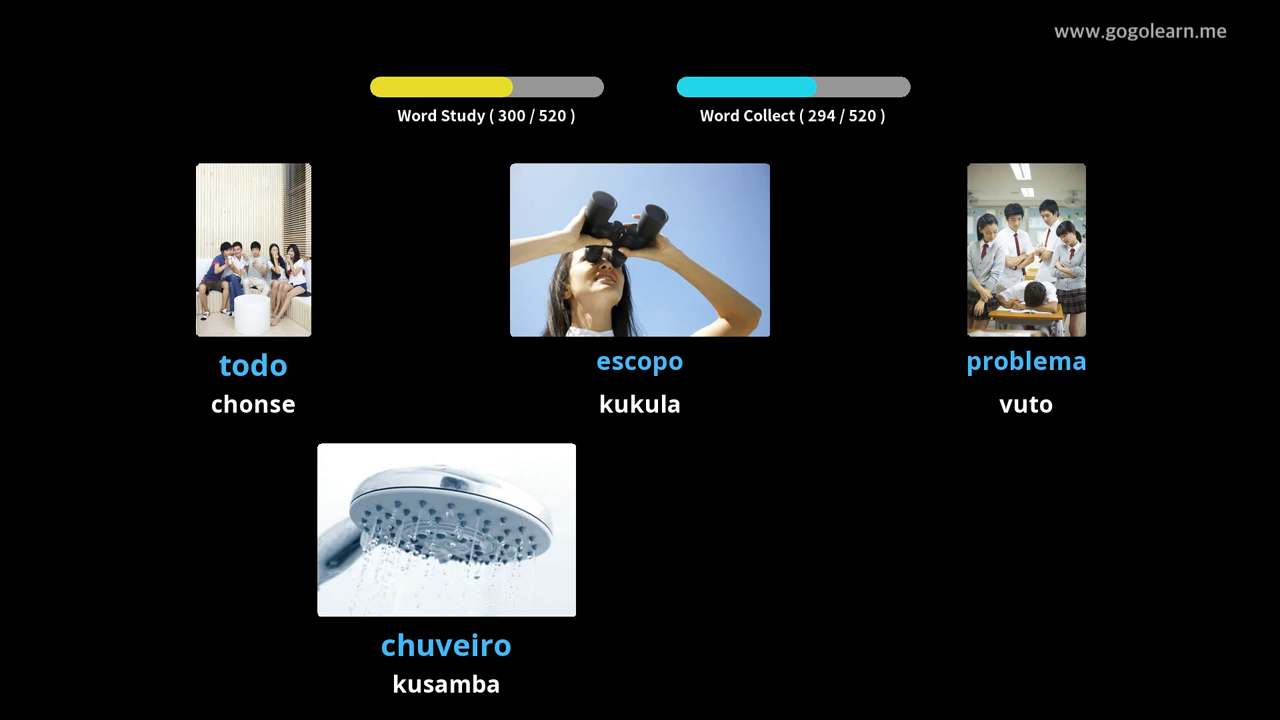 www.gogolearn.me
Word Study ( 300 / 520 )
Word Collect ( 294 / 520 )
todo
chonse
escopo
kukula
problema
vuto
chuveiro
kusamba